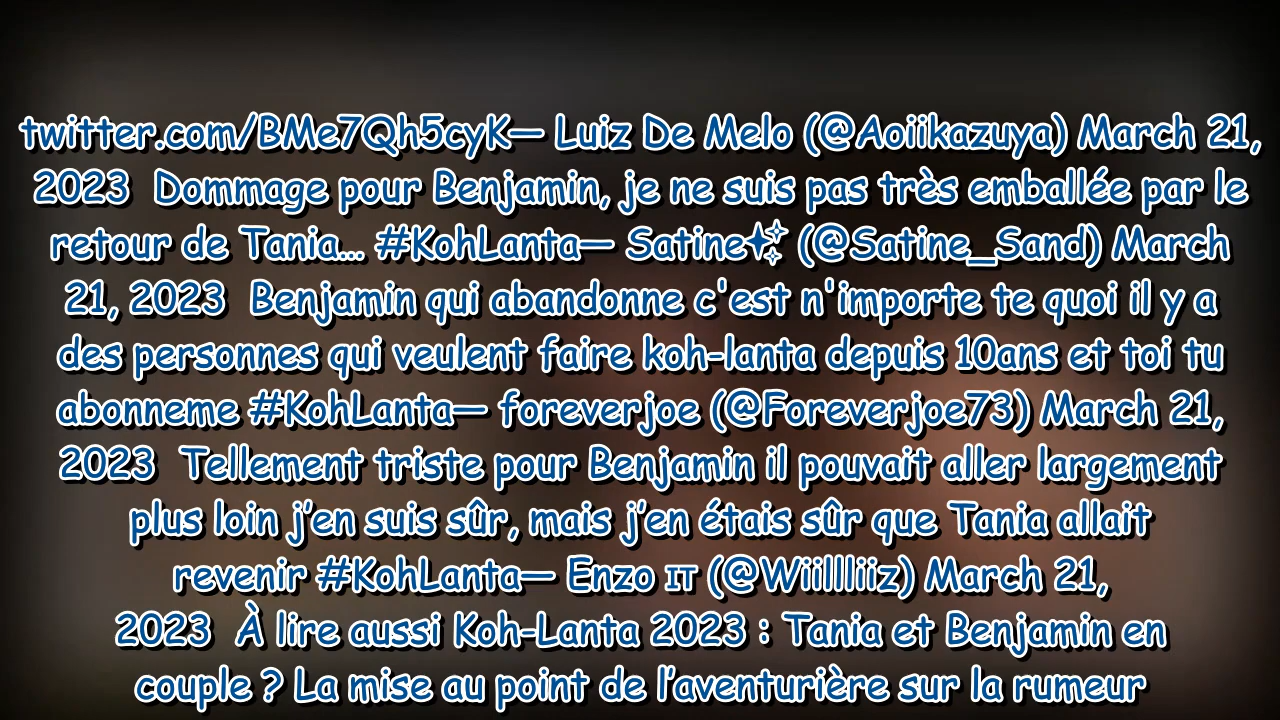 twitter.com/BMe7Qh5cyK— Luiz De Melo (@Aoiikazuya) March 21,
2023  Dommage pour Benjamin, je ne suis pas très emballée par le
retour de Tania... #KohLanta— Satine✨ (@Satine_Sand) March
21, 2023  Benjamin qui abandonne c'est n'importe te quoi il y a
des personnes qui veulent faire koh-lanta depuis 10ans et toi tu
abonneme #KohLanta— foreverjoe (@Foreverjoe73) March 21,
2023  Tellement triste pour Benjamin il pouvait aller largement
plus loin j’en suis sûr, mais j’en étais sûr que Tania allait
revenir #KohLanta— Enzo 🇮🇹 (@Wiilllliiz) March 21,
2023  À lire aussi Koh-Lanta 2023 : Tania et Benjamin en
couple ? La mise au point de l’aventurière sur la rumeur